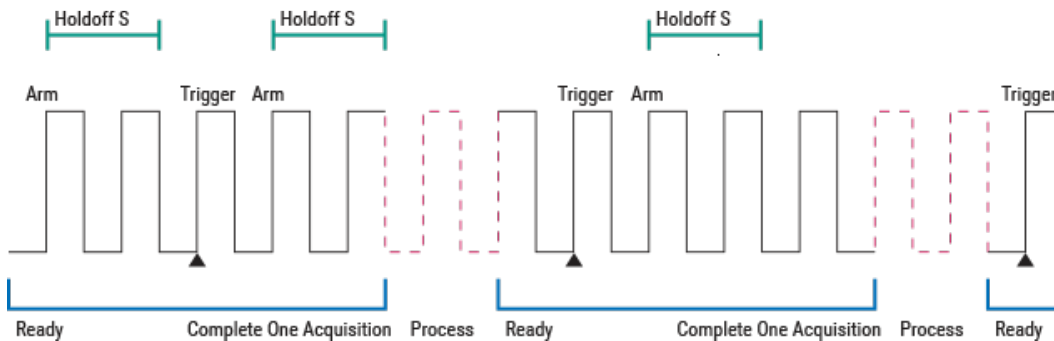 Holdoff S Holdoff S Holdoff S
Arm Trigger Arm Trigger Arm Trigger
Ready Complete One Acquisition Process Ready Complete One Acquisition Process Ready